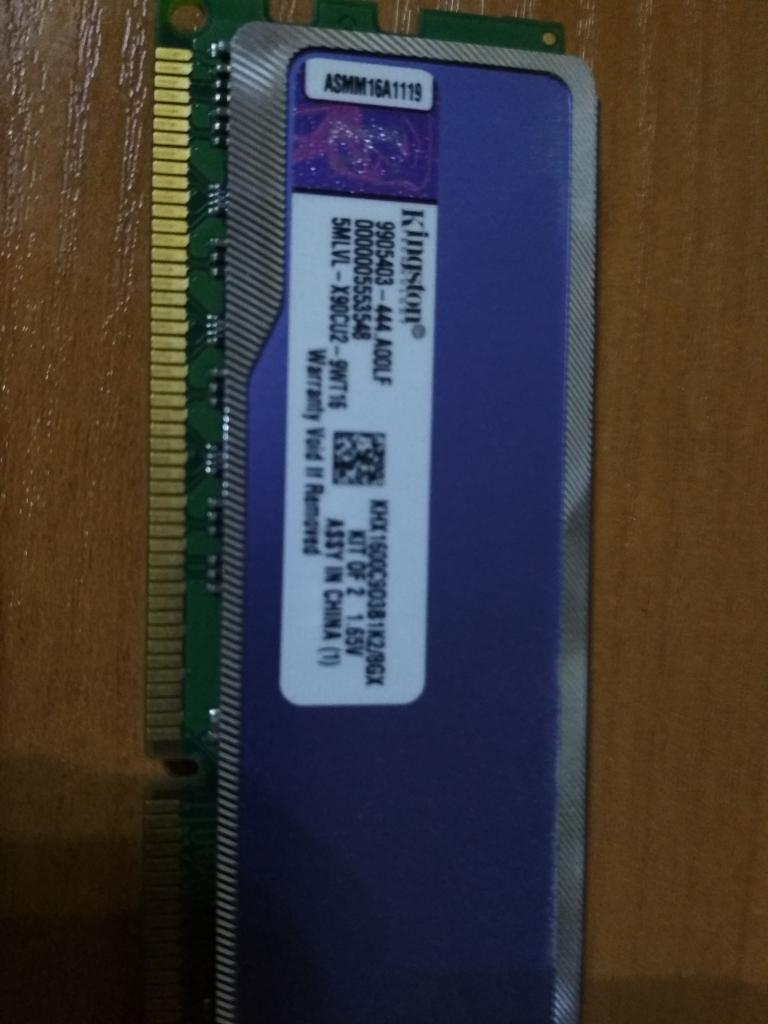 ASMM16A1119
Kingston®
9905403 - 444 A00LF
0000005553548
5MLVL - X90CU2 - 9WT16
Warranty Void If Removed
KHX1600C9D3B1K2/8GX
KIT OF 2 1.65V
ASSY IN CHINA (1)